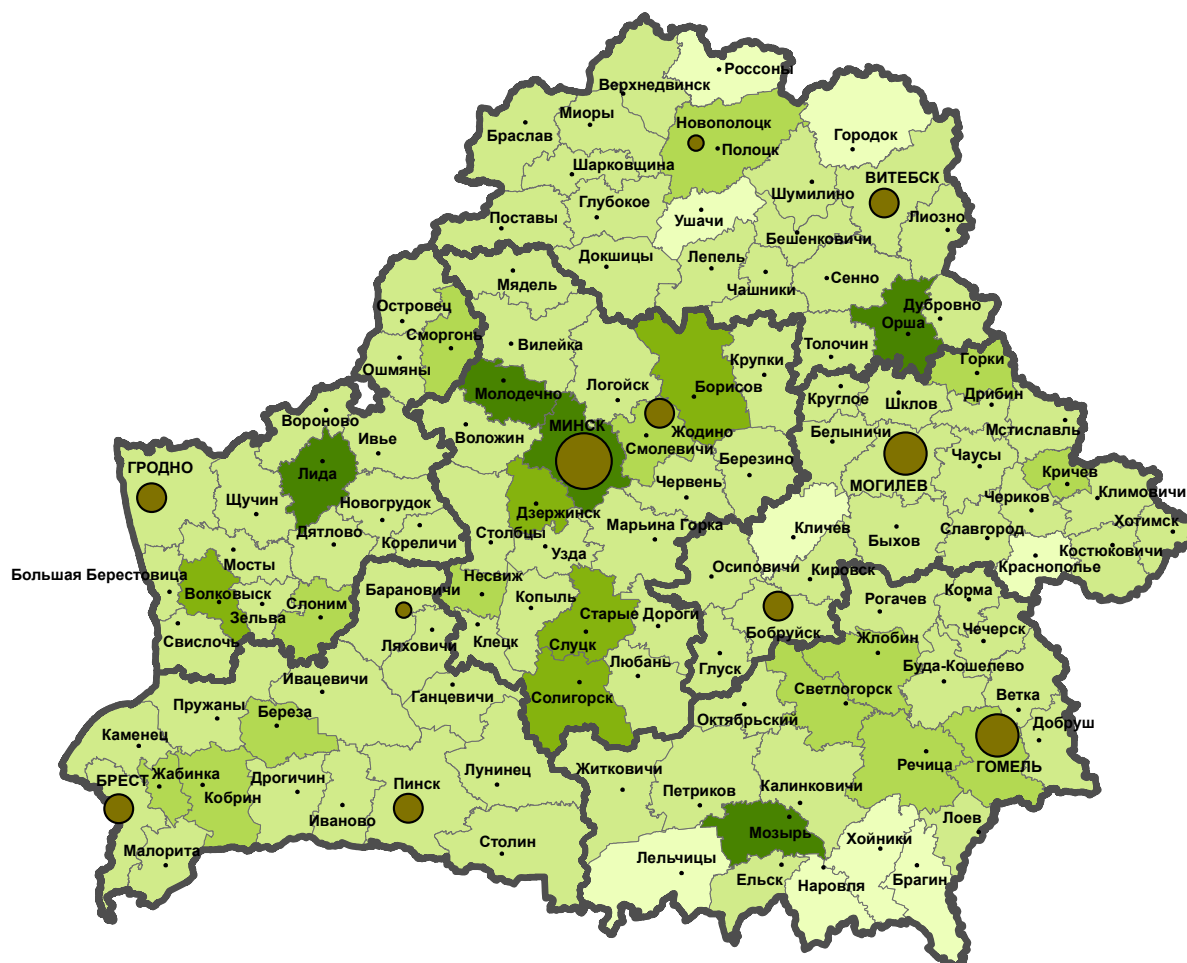 Россоны
Верхнедвинск
Миоры
Новополоцк
Браслав
Городок
Полоцк
Шарковщина
ВИТЕБСК
Шумилино
Глубокое
Поставы
Ушачи
Лиозно
Бешенковичи
Докшицы
Лепель
Сенно
Мядель
Чашники
Островец
Дубровно
Орша
Сморгонь
Вилейка
Толочин
Крупки
Горки
Ошмяны
Логойск
Борисов
Молодечно
Дрибин
Круглое
Шклов
Вороново
МИНСК
Мстиславль
Жодино
Ивье
Воложин
Белыничи
Смолевичи
Чаусы
ГРОДНО
Березино
Лида
Кричев
МОГИЛЕВ
Червень
Климовичи
Щучин
Новогрудок
Чериков
Дзержинск
Хотимск
Марьина Горка
Кличев
Дятлово
Столбцы
Славгород
Быхов
Кореличи
Узда
Костюковичи
Мосты
Краснополье
Большая Берестовица
Осиповичи
Несвиж
Кировск
Барановичи
Волковыск
Корма
Слоним
Копыль
Старые Дороги
Рогачев
Зельва
Чечерск
Бобруйск
Свислочь
Ляховичи
Клецк
Слуцк
Жлобин
Любань
Глуск
Буда-Кошелево
Ивацевичи
Ганцевичи
Солигорск
Светлогорск
Ветка
Пружаны
Береза
Октябрьский
Добруш
Каменец
ГОМЕЛЬ
Речица
Лунинец
Житковичи
БРЕСТ
Жабинка
Дрогичин
Пинск
Калинковичи
Петриков
Кобрин
Лоев
Иваново
Мозырь
Хойники
Малорита
Столин
Лельчицы
Ельск
Наровля
Брагин